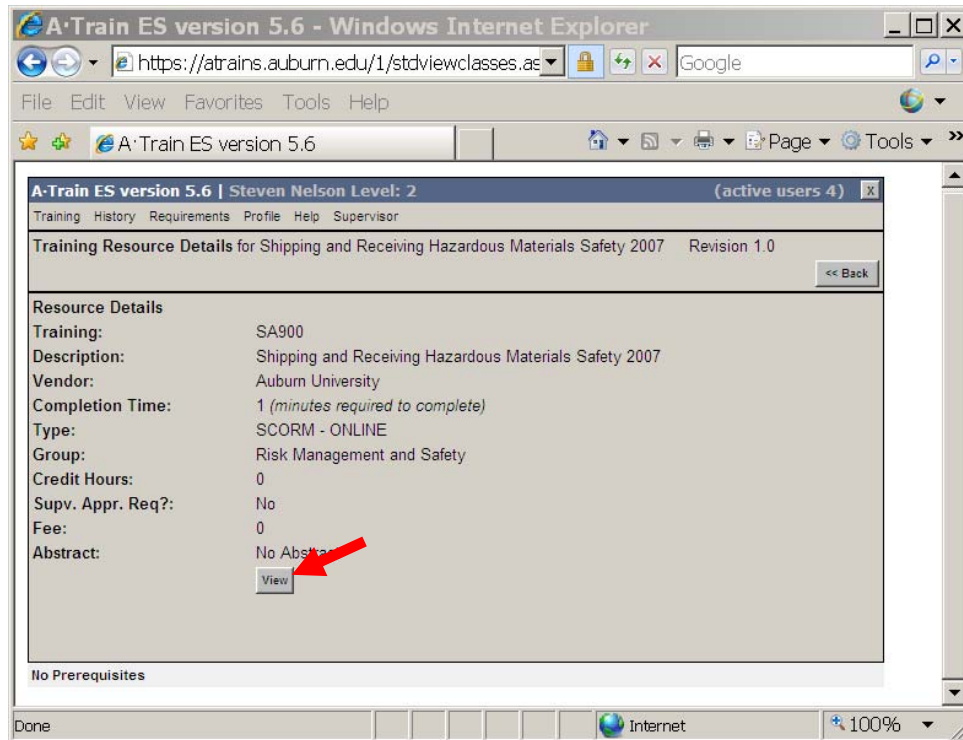 A·Train ES version 5.6 - Windows Internet Explorer
https://atrains.auburn.edu/1/stdviewclasses.as
Google
File Edit View Favorites Tools Help
A·Train ES version 5.6
Page Tools »
A·Train ES version 5.6 | Steven Nelson Level: 2 (active users 4) X
Training History Requirements Profile Help Supervisor
Training Resource Details for Shipping and Receiving Hazardous Materials Safety 2007 Revision 1.0
<< Back
Resource Details
Training: SA900
Description: Shipping and Receiving Hazardous Materials Safety 2007
Vendor: Auburn University
Completion Time: 1 (minutes required to complete)
Type: SCORM - ONLINE
Group: Risk Management and Safety
Credit Hours: 0
Supv. Appr. Req?: No
Fee: 0
Abstract: No
View
No Prerequisites
Done Internet 100%